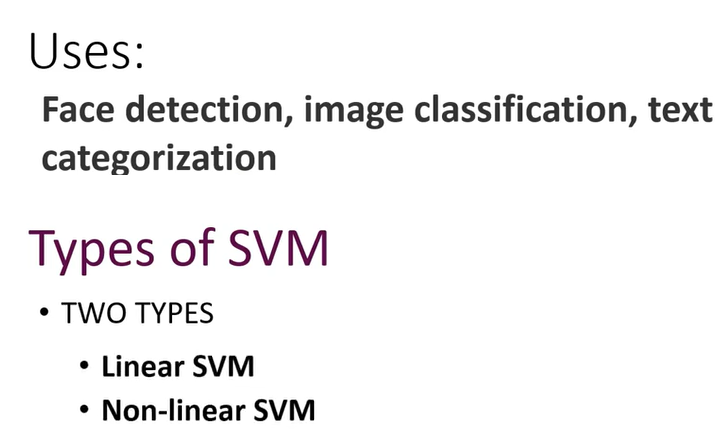 Uses:
Face detection, image classification, text
categorization
Types of SVM
• TWO TYPES
• Linear SVM
• Non-linear SVM